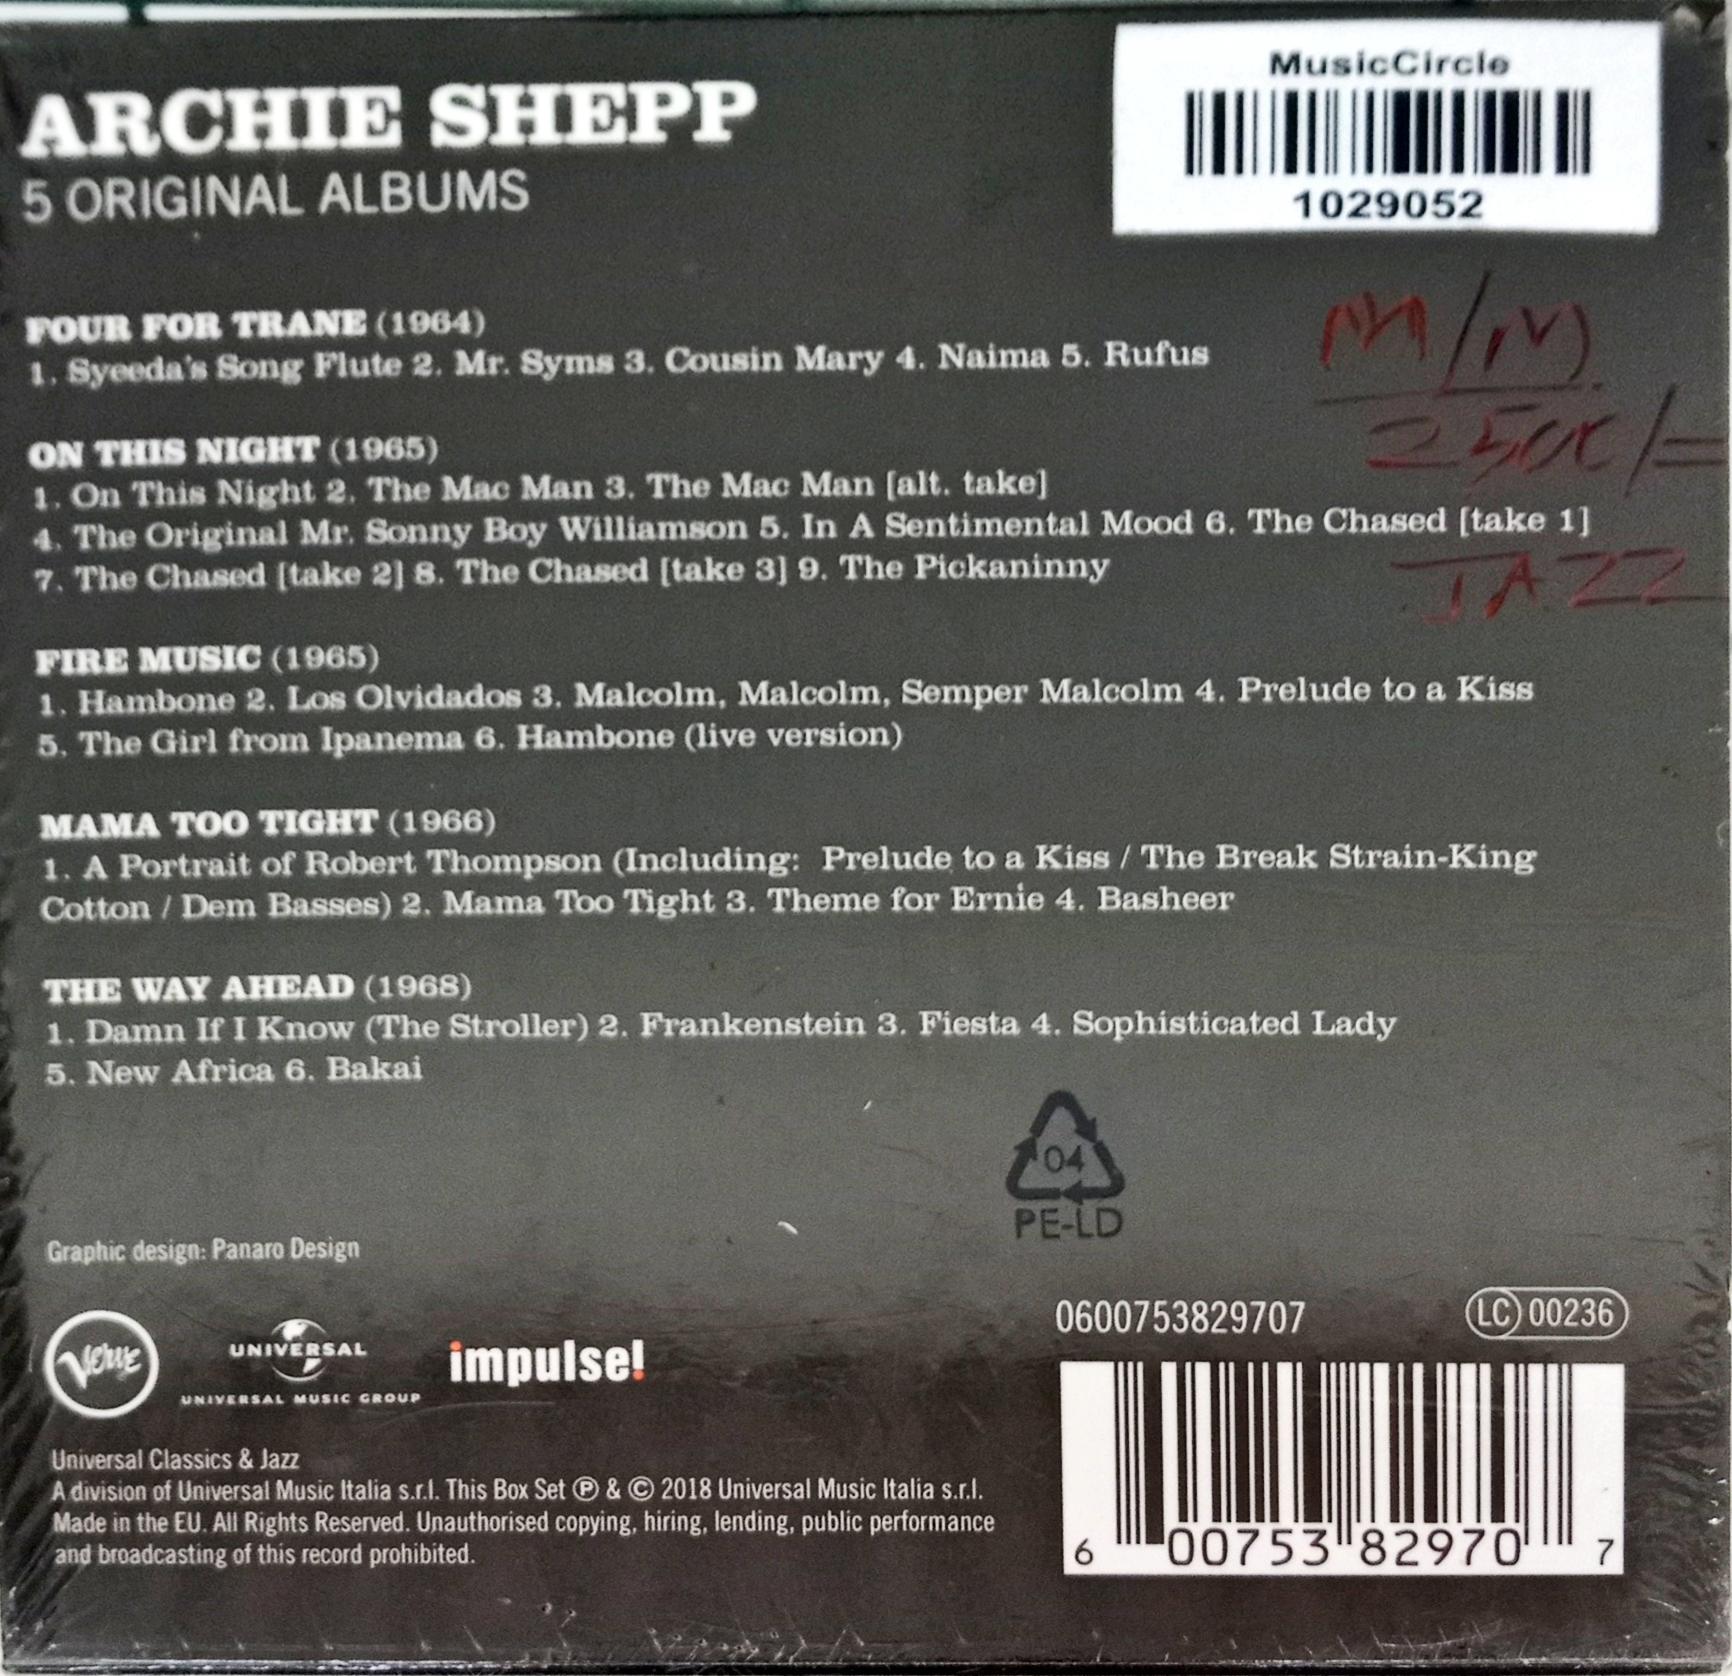 MusicCircle
1029052
ARCHIE SHEPP
5 ORIGINAL ALBUMS
M/M
2500/=
JAZZ
FOUR FOR TRANE (1964)
1. Syeeda's Song Flute 2. Mr. Syms 3. Cousin Mary 4. Naima 5. Rufus
ON THIS NIGHT (1965)
1. On This Night 2. The Mac Man 3. The Mac Man [alt. take]
4. The Original Mr. Sonny Boy Williamson 5. In A Sentimental Mood 6. The Chased [take 1]
7. The Chased [take 2] 8. The Chased [take 3] 9. The Pickaninny
FIRE MUSIC (1965)
1. Hambone 2. Los Olvidados 3. Malcolm, Malcolm, Semper Malcolm 4. Prelude to a Kiss
5. The Girl from Ipanema 6. Hambone (live version)
MAMA TOO TIGHT (1966)
1. A Portrait of Robert Thompson (Including: Prelude to a Kiss / The Break Strain-King
Cotton / Dem Basses) 2. Mama Too Tight 3. Theme for Ernie 4. Basheer
THE WAY AHEAD (1968)
1. Damn If I Know (The Stroller) 2. Frankenstein 3. Fiesta 4. Sophisticated Lady
5. New Africa 6. Bakai
04
PE-LD
Graphic design: Panaro Design
0600753829707
LC 00236
Verve
UNIVERSAL
UNIVERSAL MUSIC GROUP
impulse!
Universal Classics & Jazz
A division of Universal Music Italia s.r.l. This Box Set ℗ & © 2018 Universal Music Italia s.r.l.
Made in the EU. All Rights Reserved. Unauthorised copying, hiring, lending, public performance
and broadcasting of this record prohibited.
6 00753 82970 7